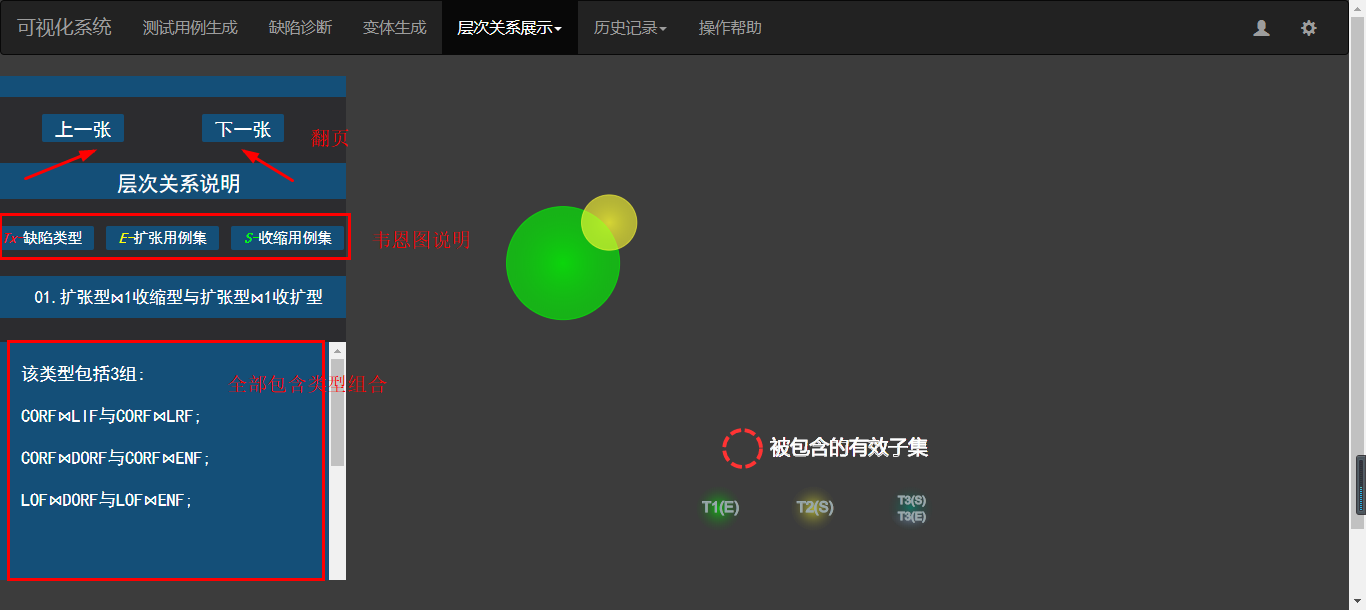 可视化系统 测试用例生成 缺陷诊断 变体生成 层次关系展示 历史记录 操作帮助
上一张 下一张 翻页
层次关系说明
fx 缺陷类型 E-扩张用例集 S-收缩用例集 韦恩图说明
01.扩张型⋈1收缩型与扩张型⋈1收扩型
该类型包括3组:
全部包含类型组合
CORF⋈LIF与CORF⋈LRF;
CORF⋈DORF与CORF⋈ENF;
LOF⋈DORF与LOF⋈ENF;
被包含的有效子集
T1(E) T2(S) T3(S)
T3(E)